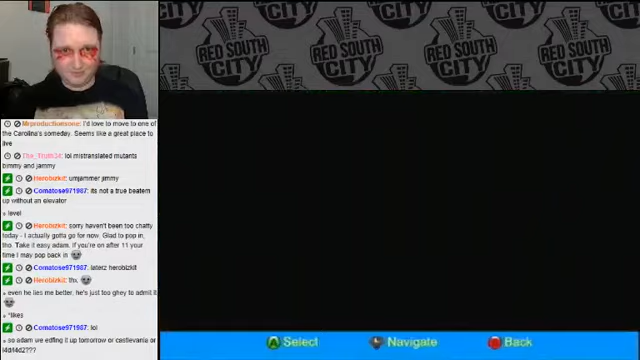 RED SOUTH CITY RED SOUTH CITY RED SOUTH CITY
Mrproductionsone: I'd love to move to one of
the Carolina's someday. Seems like a great place to
live
The_Truth24: lol mistranslated mutants
bimmy and jammy
Herobizkit: umjammer jimmy
Comatose971987: its not a true beatem
up without an elevator
level
Herobizkit: sorry haven't been too chatty
today - I actually gotta go for now. Glad to pop in,
tho. Take it easy adam. If you're on after 11 your
time I may pop back in
Comatose971987: laterz herobizkit
Herobizkit: thx.
even he lies me better, he's just too ghey to admit it
*likes
Comatose971987: lol
so adam we edfing it up tomorrow or castlevania or
l4d/l4d2???
Select Navigate Back